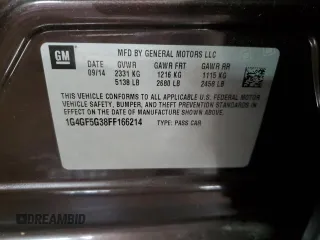 GM
MFD BY GENERAL MOTORS LLC
DATE GVWR GAWR FRT GAWR RR
09/14 2331 KG 1216 KG 1115 KG
5138 LB 2680 LB 2458 LB
THIS VEHICLE CONFORMS TO ALL APPLICABLE U.S. FEDERAL MOTOR
VEHICLE SAFETY, BUMPER, AND THEFT PREVENTION STANDARDS
IN EFFECT ON THE DATE OF MANUFACTURE
SHOWN ABOVE.
1G4GF5G38FF166214 TYPE: PASS CAR
DREAMBID